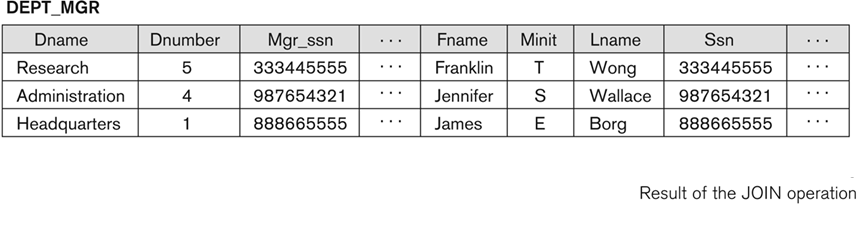 DEPT_MGR
Dname Dnumber Mgr_ssn ... Fname Minit Lname Ssn ...
Research 5 333445555 ... Franklin T Wong 333445555 ...
Administration 4 987654321 ... Jennifer S Wallace 987654321 ...
Headquarters 1 888665555 ... James E Borg 888665555 ...
Result of the JOIN operation